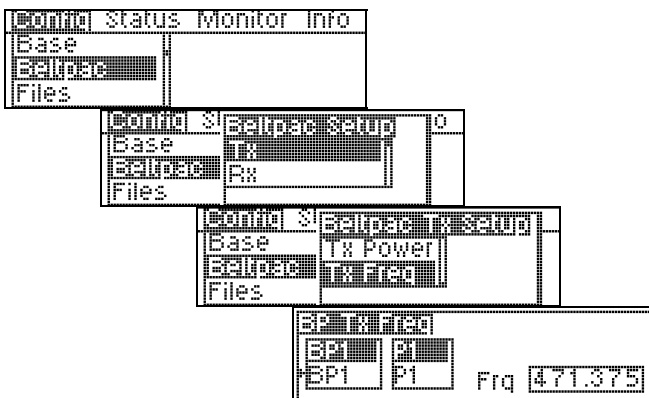 Config Status Monitor Info
Base
Beltpac
Files
Config
Beltpac Setup
Base
Tx
Beltpac
Rx
Files
Config
Beltpac Tx Setup
Base
Tx Power
Beltpac
Tx Freq
Files
BP Tx Freq
BP1 P1
BP1 P1 Frq 471.375